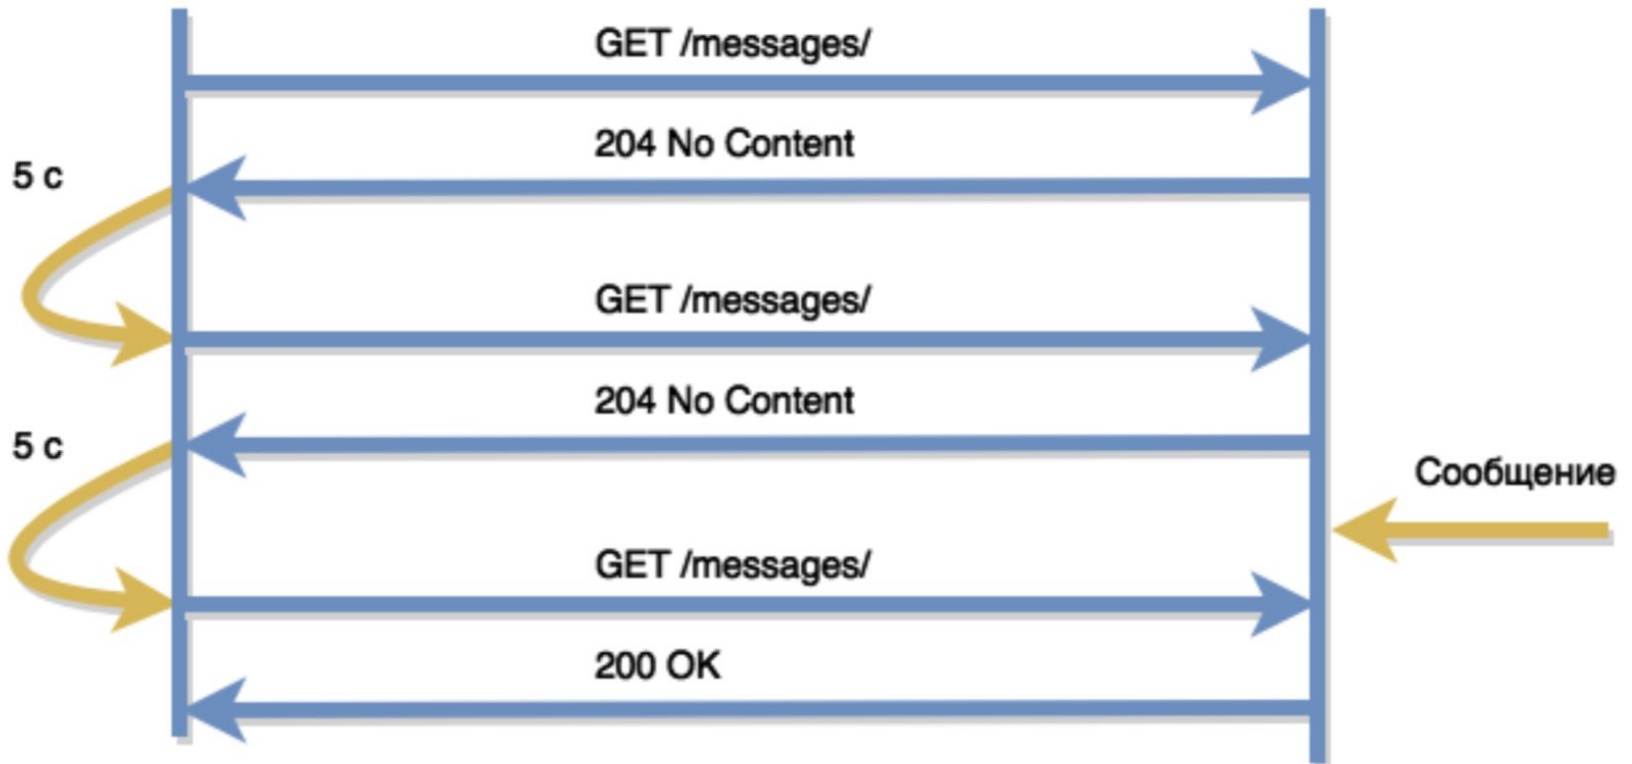 GET /messages/
204 No Content
5 с
GET /messages/
204 No Content
5 с
Сообщение
GET /messages/
200 OK